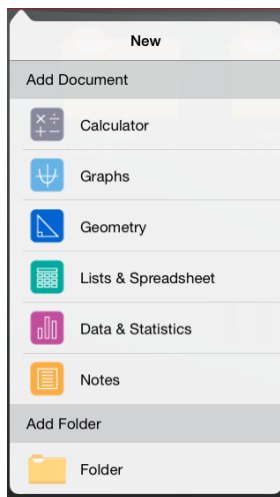 New
Add Document
Calculator
Graphs
Geometry
Lists & Spreadsheet
Data & Statistics
Notes
Add Folder
Folder